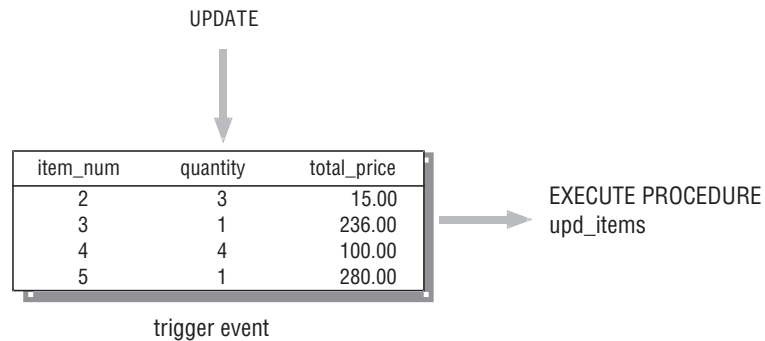 UPDATE
item_num quantity total_price
2 3 15.00
3 1 236.00
4 4 100.00
5 1 280.00
EXECUTE PROCEDURE
upd_items
trigger event